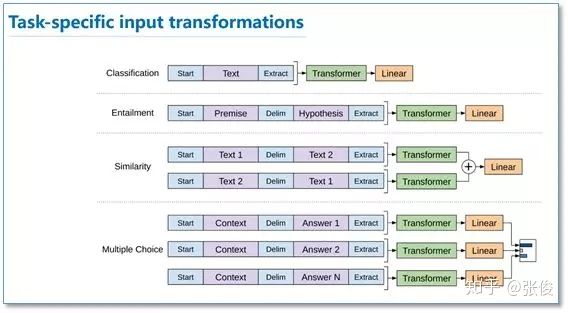 Task-specific input transformations
Classification Start Text Extract Transformer Linear
Entailment Start Premise Delim Hypothesis Extract Transformer Linear
Similarity
Start Text 1 Delim Text 2 Extract Transformer
+ Linear
Start Text 2 Delim Text 1 Extract Transformer
Start Context Delim Answer 1 Extract Transformer Linear
Multiple Choice Start Context Delim Answer 2 Extract Transformer Linear
Start Context Delim Answer N Extract Transformer Linear
知乎 @张俊